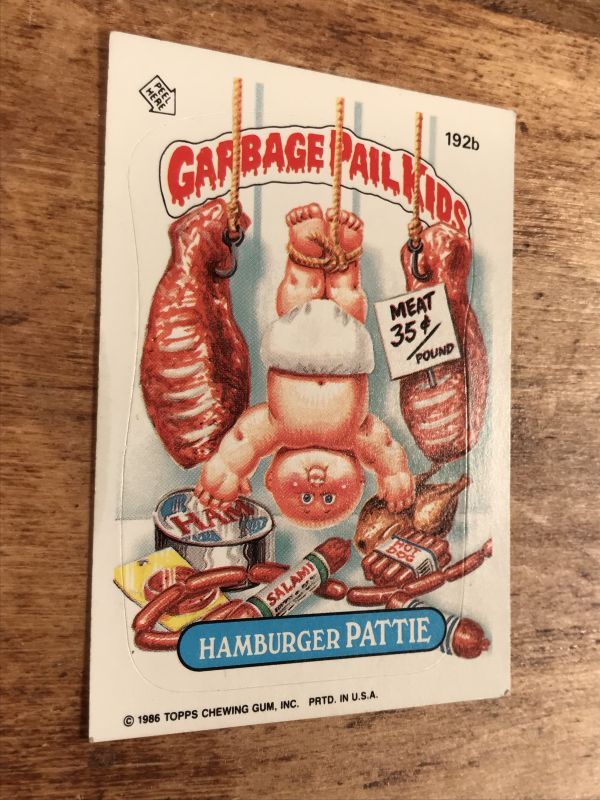 PEEL
HERE
192b
GARBAGE PAIL KIDS
MEAT
35¢/
POUND
HAM
HOT
DOG
SALAMI
HAMBURGER PATTIE
© 1986 TOPPS CHEWING GUM, INC. PRTD. IN U.S.A.